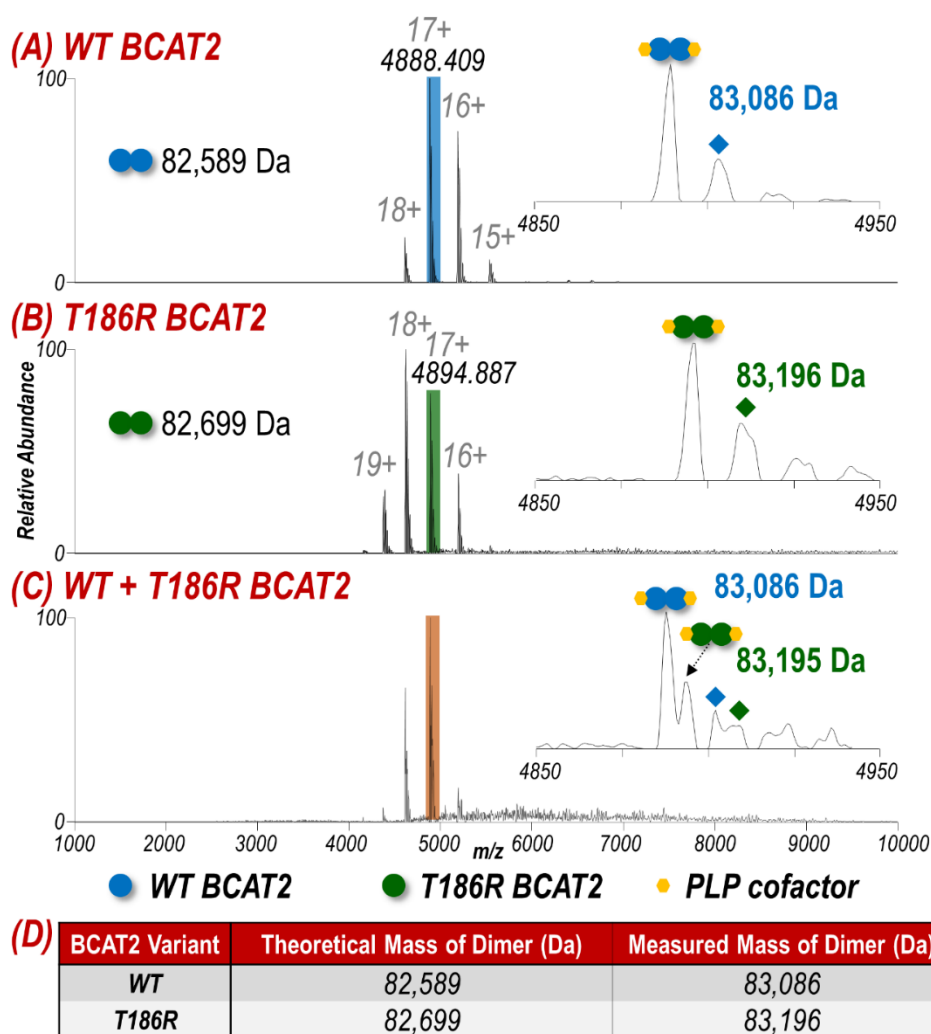 (A) WT BCAT2
17+
4888.409
100
16+
83,086 Da
82,589 Da
18+
15+
4850
4950
0
(B) T186R BCAT2
18+
100
17+
4894.887
83,196 Da
82,699 Da
19+
16+
4850
4950
0
Relative Abundance
(C) WT + T186R BCAT2
83,086 Da
100
83,195 Da
4850
4950
0
1000 2000 3000 4000 5000 6000 7000 8000 9000 10000
m/z
WT BCAT2 T186R BCAT2 PLP cofactor
(D)
BCAT2 Variant Theoretical Mass of Dimer (Da) Measured Mass of Dimer (Da)
WT 82,589 83,086
T186R 82,699 83,196